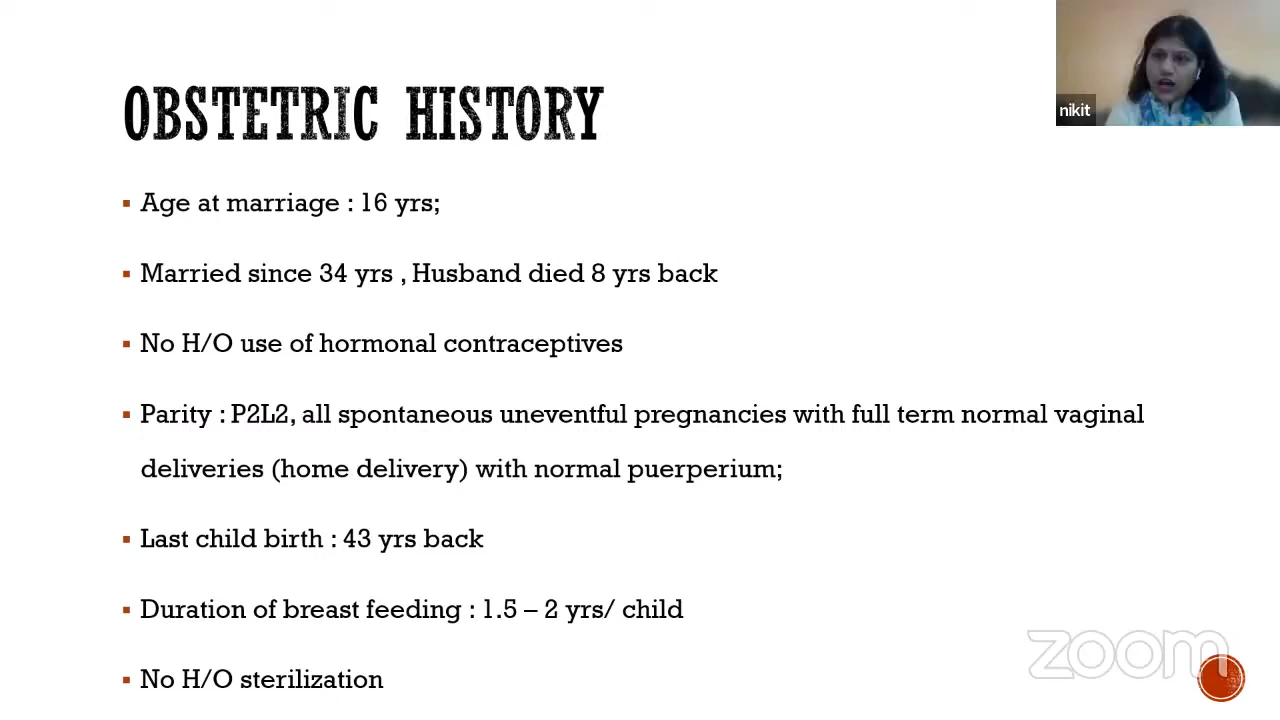 OBSTETRIC HISTORY
nikit
▪ Age at marriage : 16 yrs;
▪ Married since 34 yrs , Husband died 8 yrs back
▪ No H/O use of hormonal contraceptives
▪ Parity : P2L2, all spontaneous uneventful pregnancies with full term normal vaginal
deliveries (home delivery) with normal puerperium;
▪ Last child birth : 43 yrs back
▪ Duration of breast feeding : 1.5 – 2 yrs/ child
▪ No H/O sterilization
zoom